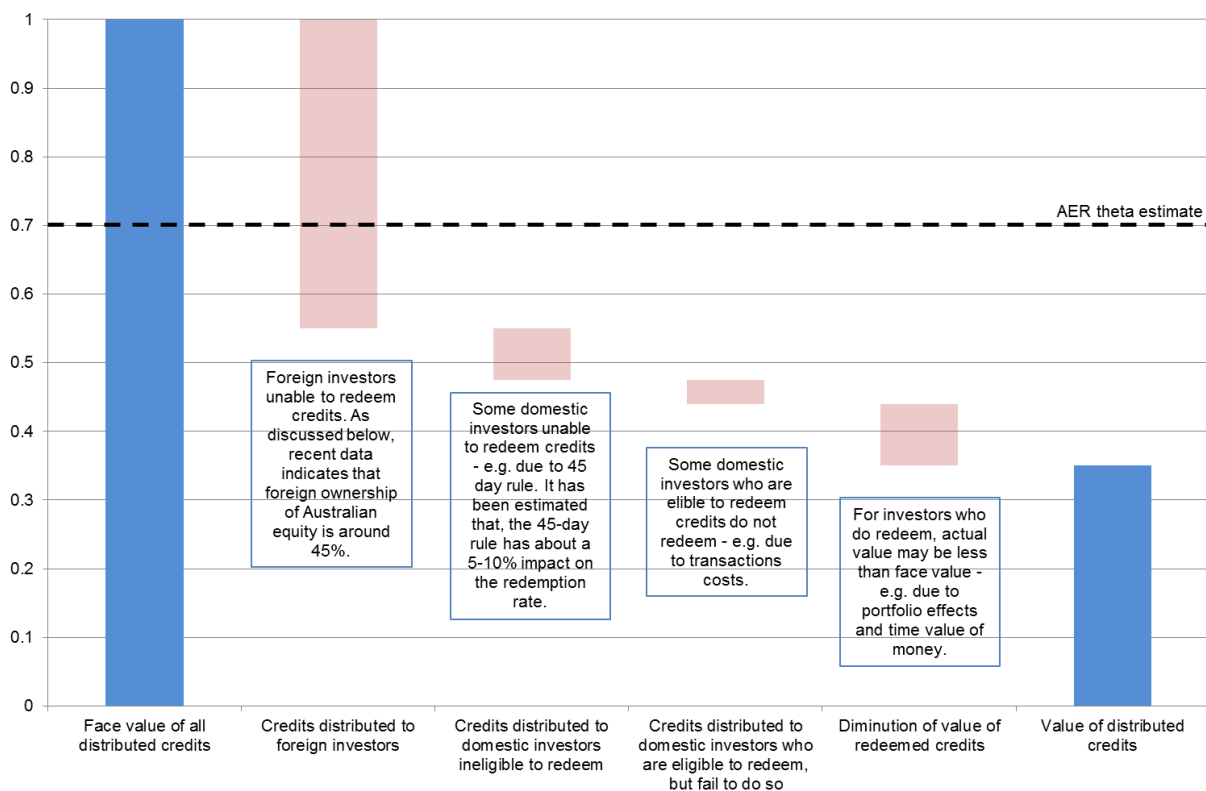 1
0.9
0.8
0.7
0.6
0.5
0.4
0.3
0.2
0.1
0
AER theta estimate
Foreign investors
unable to redeem
credits. As
discussed below,
recent data
indicates that
foreign ownership
of Australian
equity is around
45%.
Some domestic
investors unable
to redeem credits
- e.g. due to 45
day rule. It has
been estimated
that, the 45-day
rule has about a
5-10% impact on
the redemption
rate.
Some domestic
investors who are
elible to redeem
credits do not
redeem - e.g. due
to transactions
costs.
For investors who
do redeem, actual
value may be less
than face value -
e.g. due to
portfolio effects
and time value of
money.
Face value of all
distributed credits
Credits distributed to
foreign investors
Credits distributed to
domestic investors
ineligible to redeem
Credits distributed to
domestic investors who
are eligible to redeem,
but fail to do so
Diminution of value of
redeemed credits
Value of distributed
credits